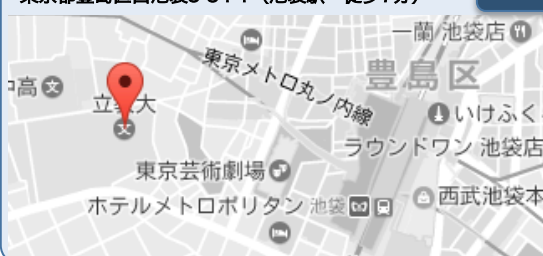 一蘭 池袋店
東京メトロ丸ノ内線
豊島区
中高
立教大
いけふく
ラウンドワン 池袋店
東京芸術劇場
西武池袋本
ホテルメトロポリタン 池袋